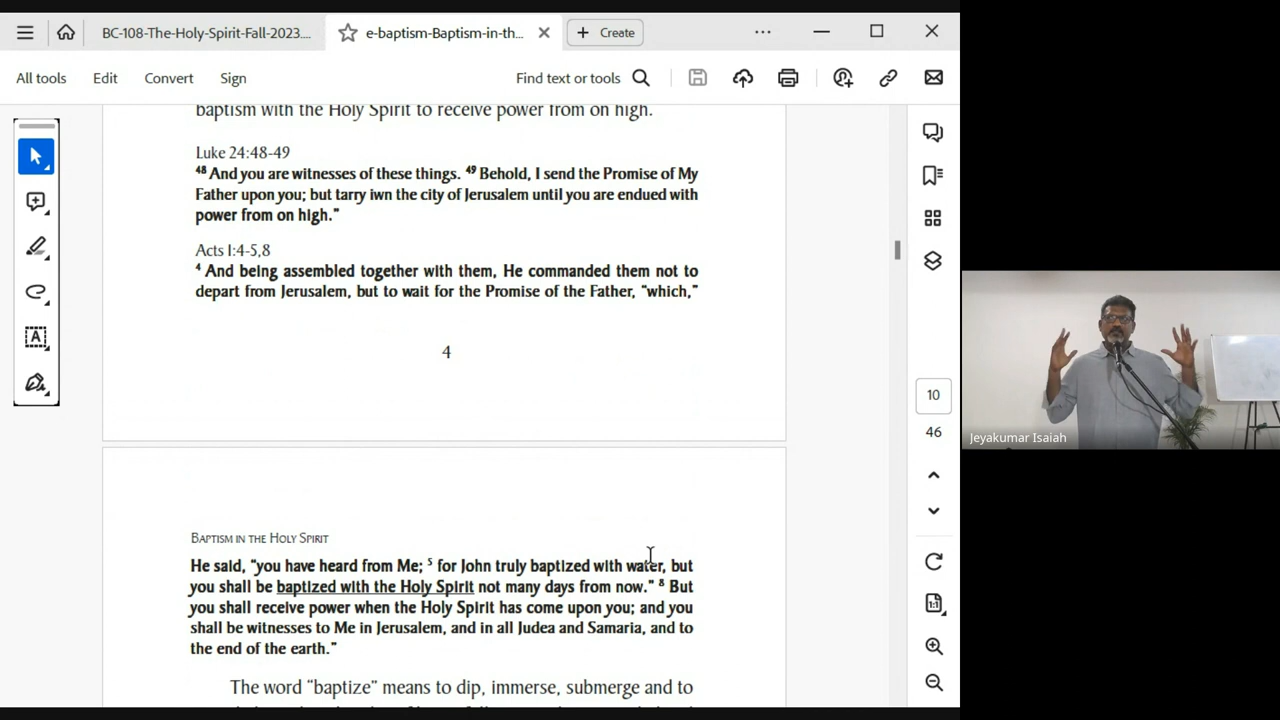 BC-108-The-Holy-Spirit-Fall-2023....
e-baptism-Baptism-in-th...
Create
All tools
Edit
Convert
Sign
Find text or tools
baptism with the Holy Spirit to receive power from on high.
Luke 24:48-49
48 And you are witnesses of these things. 49 Behold, I send the Promise of My
Father upon you; but tarry iwn the city of Jerusalem until you are endued with
power from on high.”
Acts 1:4-5,8
4 And being assembled together with them, He commanded them not to
depart from Jerusalem, but to wait for the Promise of the Father, “which,”
4
BAPTISM IN THE HOLY SPIRIT
He said, “you have heard from Me; 5 for John truly baptized with water, but
you shall be baptized with the Holy Spirit not many days from now.” 8 But
you shall receive power when the Holy Spirit has come upon you; and you
shall be witnesses to Me in Jerusalem, and in all Judea and Samaria, and to
the end of the earth.”
The word “baptize” means to dip, immerse, submerge and to
10
46
1:1
Jeyakumar Isaiah